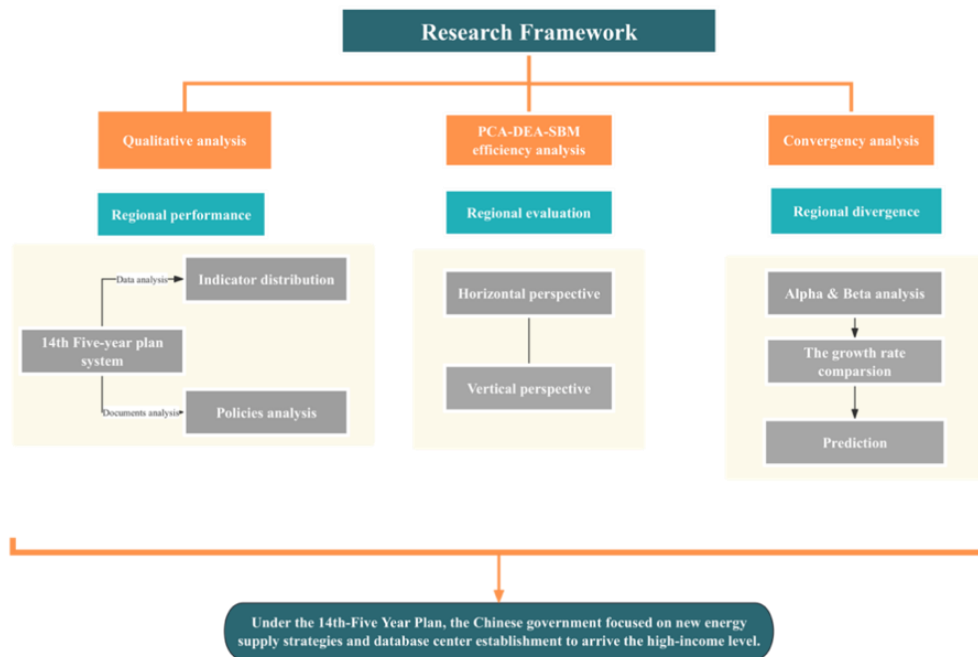 Research Framework
Qualitative analysis
PCA-DEA-SBM
efficiency analysis
Convergency analysis
Regional performance
Regional evaluation
Regional divergence
Data analysis
Indicator distribution
14th Five-year plan
system
Documents analysis
Policies analysis
Horizontal perspective
Vertical perspective
Alpha & Beta analysis
The growth rate
comparsion
Prediction
Under the 14th-Five Year Plan, the Chinese government focused on new energy
supply strategies and database center establishment to arrive the high-income level.